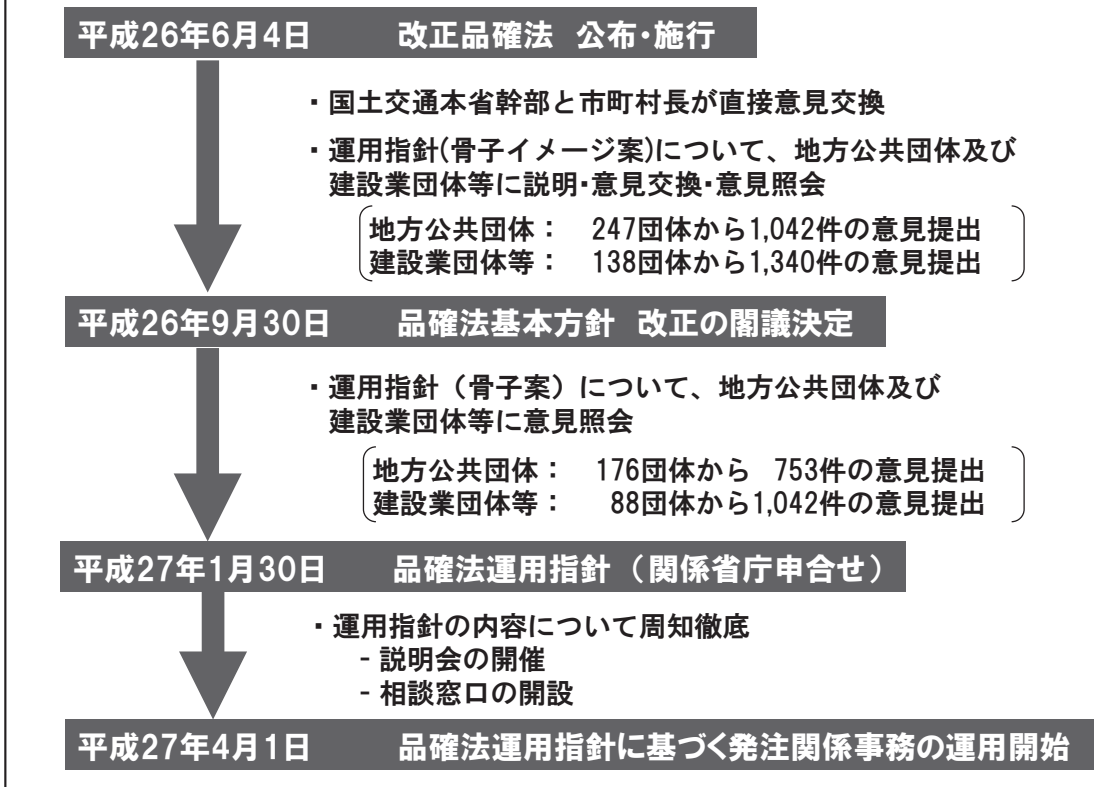 平成26年6月4日　　改正品確法 公布・施行
・国土交通本省幹部と市町村長が直接意見交換
・運用指針(骨子イメージ案)について、地方公共団体及び
建設業団体等に説明・意見交換・意見照会
地方公共団体：　247団体から1,042件の意見提出
建設業団体等：　138団体から1,340件の意見提出
平成26年9月30日　　品確法基本方針 改正の閣議決定
・運用指針（骨子案）について、地方公共団体及び
建設業団体等に意見照会
地方公共団体：　176団体から　753件の意見提出
建設業団体等：　88団体から1,042件の意見提出
平成27年1月30日　　品確法運用指針（関係省庁申合せ）
・運用指針の内容について周知徹底
- 説明会の開催
- 相談窓口の開設
平成27年4月1日　　品確法運用指針に基づく発注関係事務の運用開始